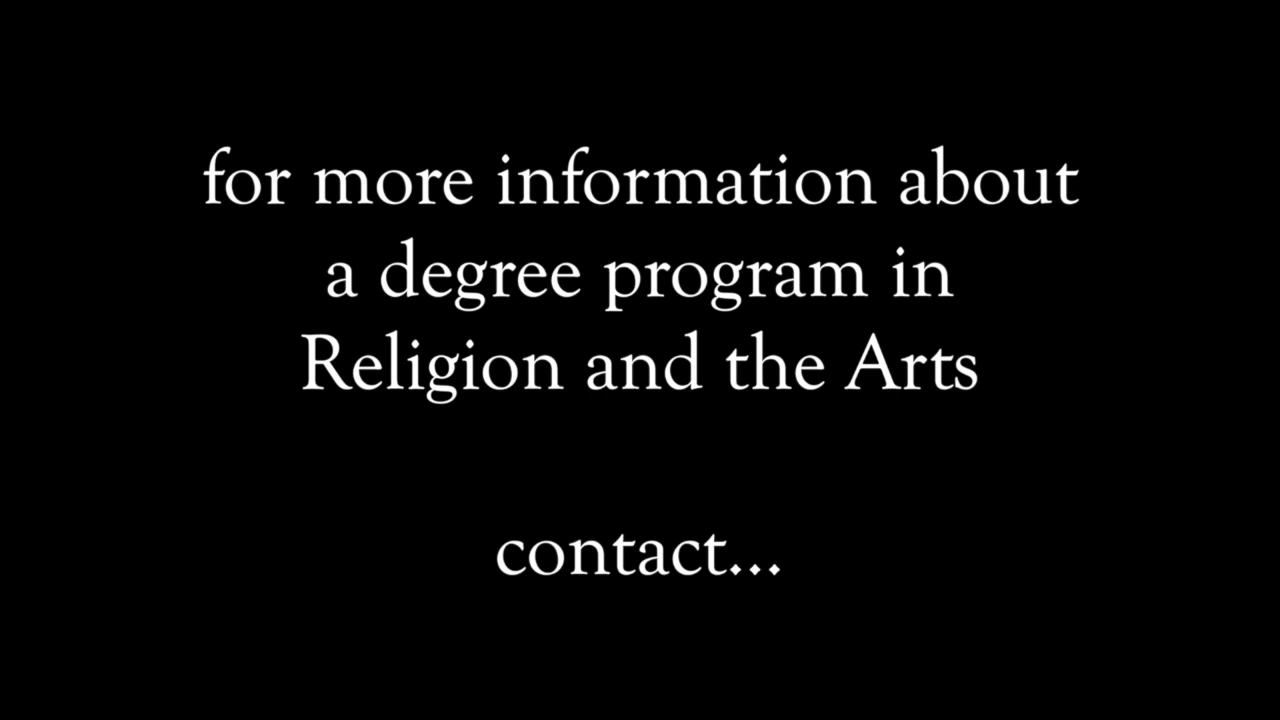 for more information about
a degree program in
Religion and the Arts
contact...